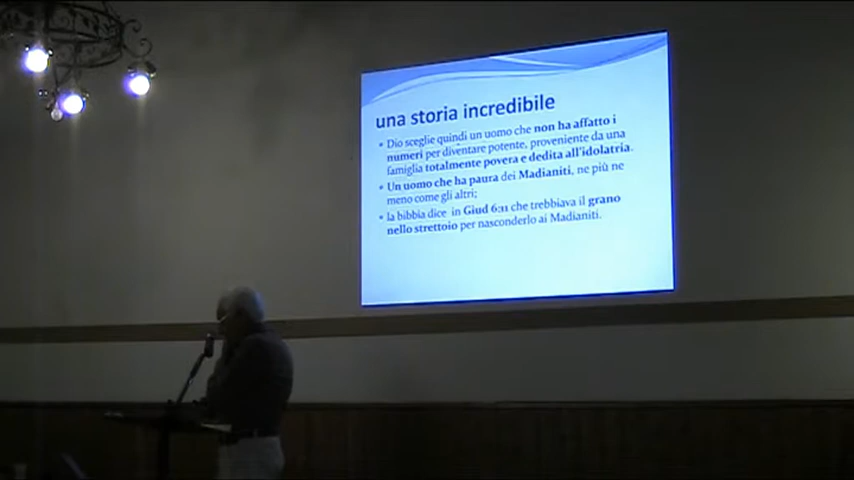 una storia incredibile
• Dio sceglie quindi un uomo che non ha affatto i
numeri per diventare potente, proveniente da una
famiglia totalmente povera e dedita all'idolatria.
• Un uomo che ha paura dei Madianiti, ne più ne
meno come gli altri;
• la bibbia dice in Giud 6:11 che trebbiava il grano
nello strettoio per nasconderlo ai Madianiti.